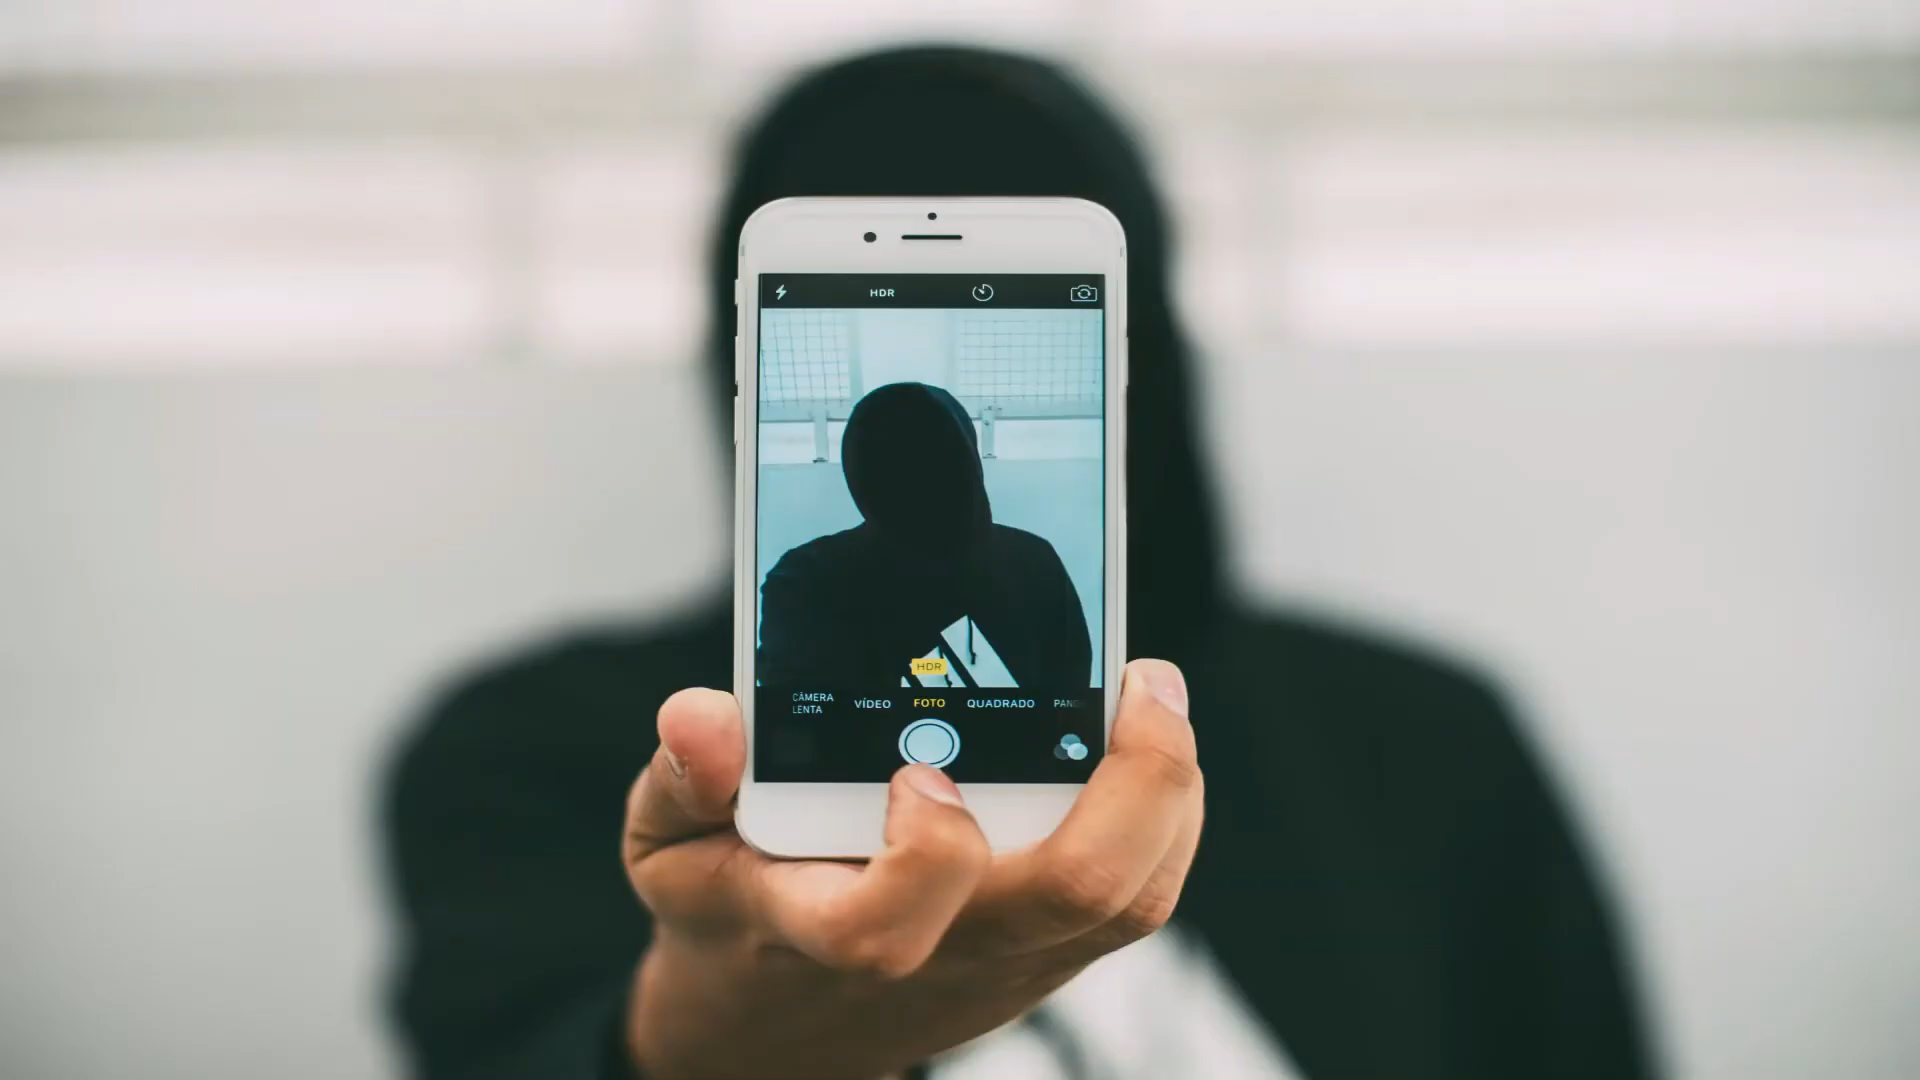 HDR
HDR
CÂMERA
LENTA
VÍDEO
FOTO
QUADRADO